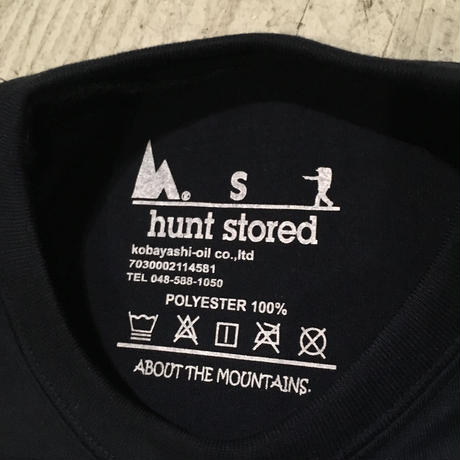 ® S
hunt stored
kobayashi-oil co.,ltd
7030002114581
TEL 048-588-1050
POLYESTER 100%
ABOUT THE MOUNTAINS.